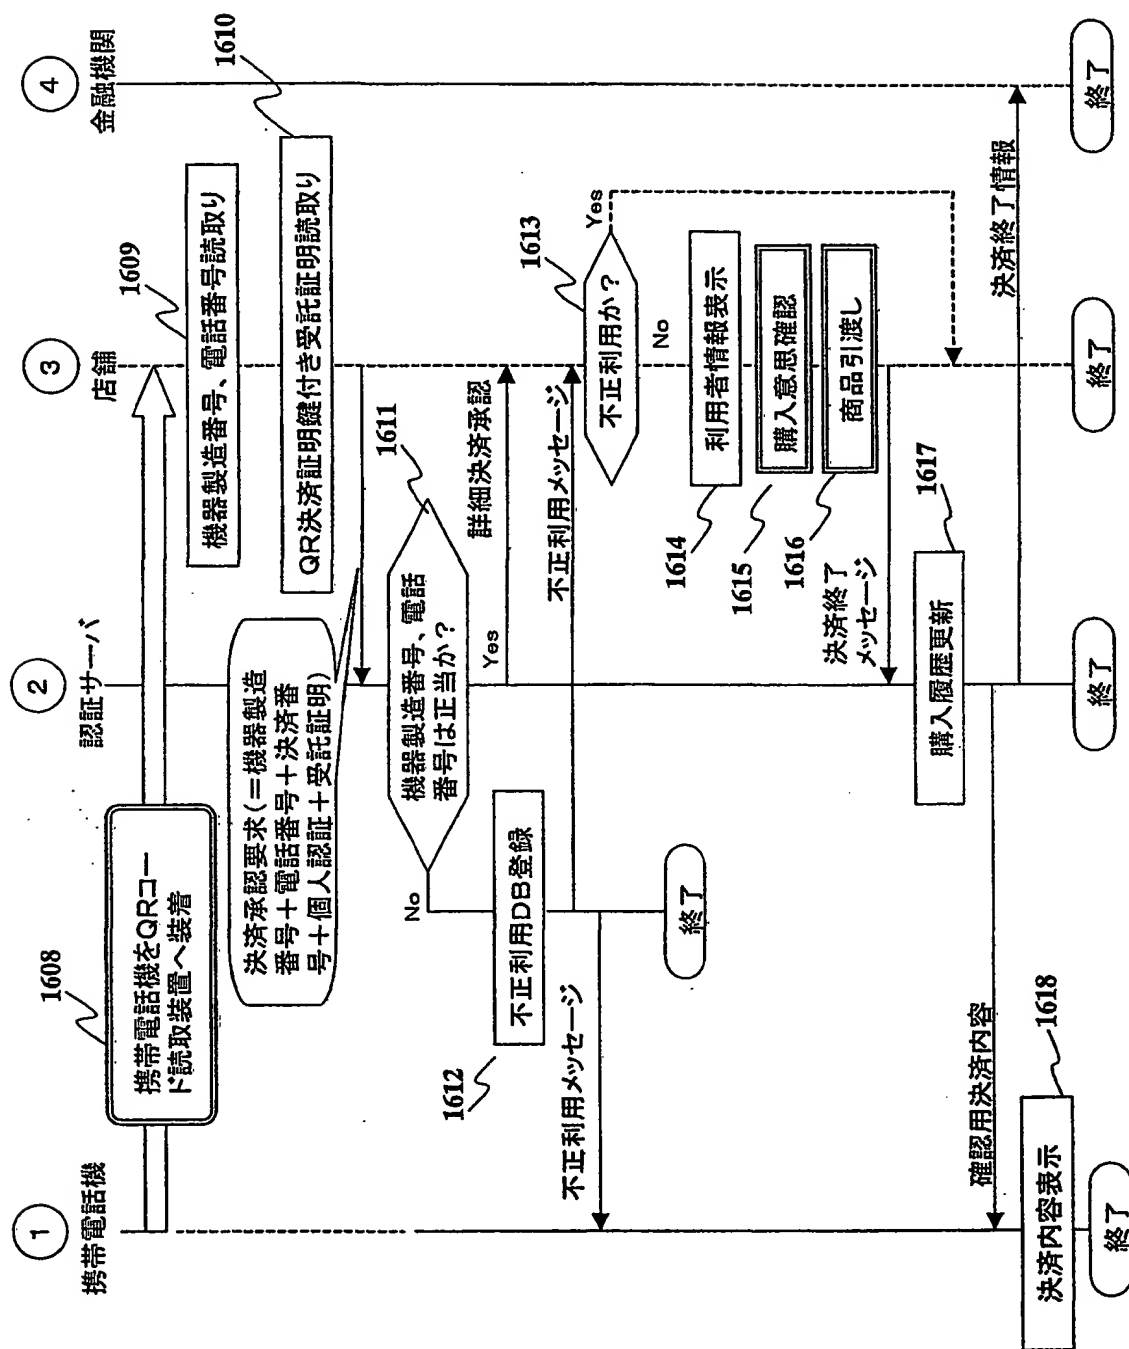 1
携帯電話機
2
認証サーバ
3
店舗
4
金融機関
1608
携帯電話機をQRコー
ド読取装置へ装着
1609
機器製造番号、電話番号読取り
1610
QR決済証明鍵付き受託証明読取り
決済承認要求(=機器製造
番号+電話番号+決済番
号+個人認証+受託証明)
1611
機器製造番号、電話
番号は正当か?
No
Yes
詳細決済承認
1612
不正利用DB登録
不正利用メッセージ
不正利用メッセージ
終了
1613
不正利用か?
Yes
No
1614
利用者情報表示
1615
購入意思確認
1616
商品引渡し
決済終了
メッセージ
1617
購入履歴更新
確認用決済内容
決済終了情報
1618
決済内容表示
終了
終了
終了
終了